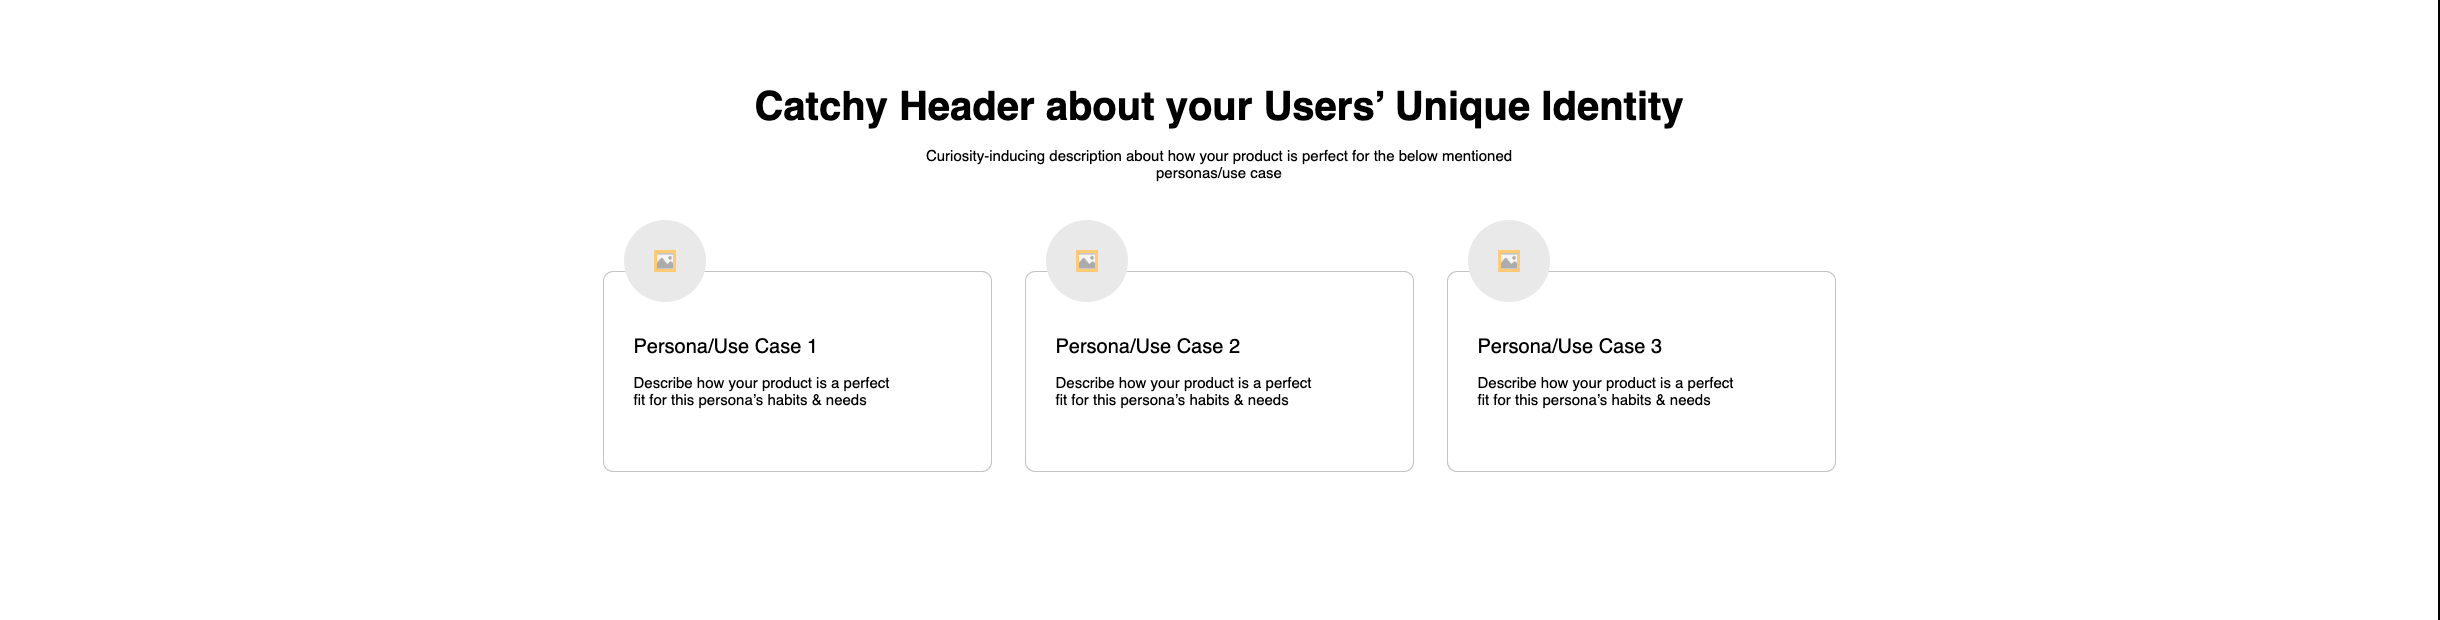 Catchy Header about your Users’ Unique Identity
Curiosity-inducing description about how your product is perfect for the below mentioned
personas/use case
Persona/Use Case 1
Describe how your product is a perfect
fit for this persona’s habits & needs
Persona/Use Case 2
Describe how your product is a perfect
fit for this persona’s habits & needs
Persona/Use Case 3
Describe how your product is a perfect
fit for this persona’s habits & needs